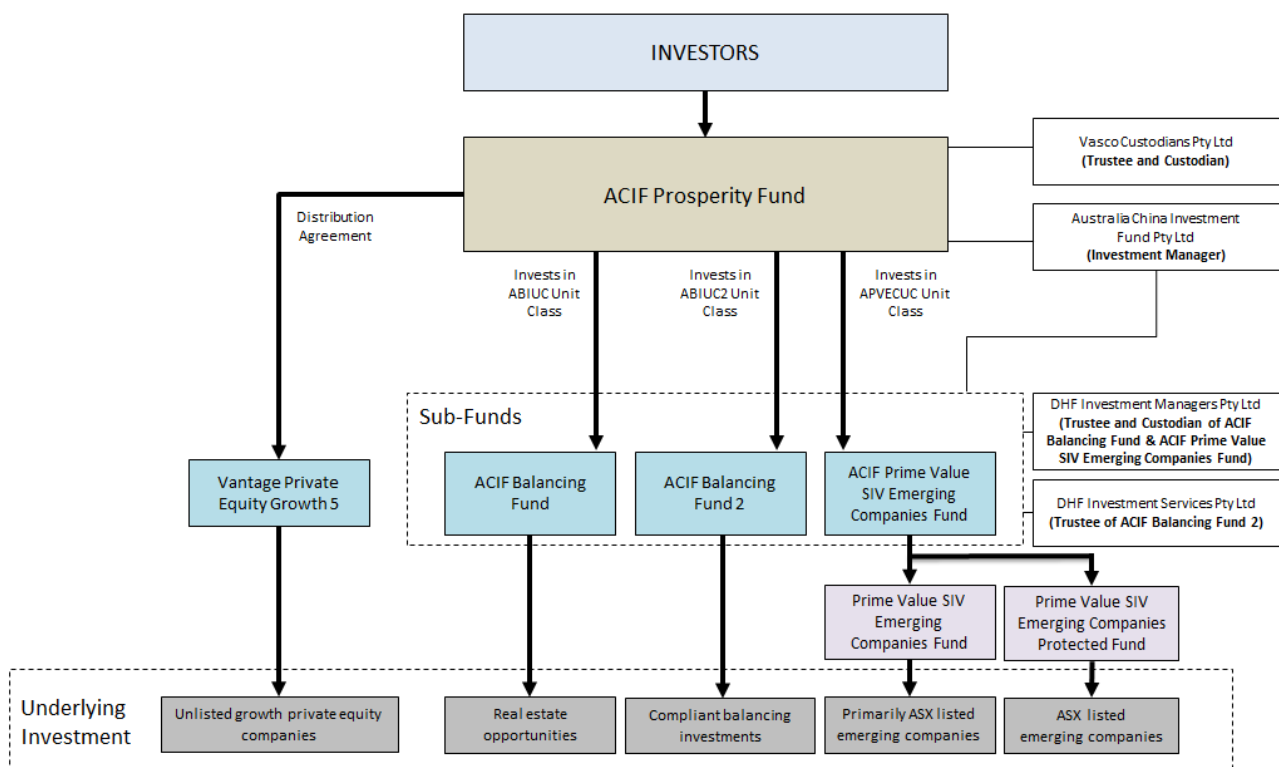 INVESTORS
Vasco Custodians Pty Ltd
(Trustee and Custodian)
ACIF Prosperity Fund
Distribution
Agreement
Australia China Investment
Fund Pty Ltd
(Investment Manager)
Invests in
ABIUC Unit
Class
Invests in
ABIUC2 Unit
Class
Invests in
APVECUC Unit
Class
Sub-Funds
DHF Investment Managers Pty Ltd
(Trustee and Custodian of ACIF
Balancing Fund & ACIF Prime Value
SIV Emerging Companies Fund)
Vantage Private
Equity Growth 5
ACIF Balancing
Fund
ACIF Balancing
Fund 2
ACIF Prime Value
SIV Emerging
Companies Fund
DHF Investment Services Pty Ltd
(Trustee of ACIF Balancing Fund 2)
Prime Value SIV
Emerging
Companies Fund
Prime Value SIV
Emerging Companies
Protected Fund
Underlying
Investment
Unlisted growth private equity
companies
Real estate
opportunities
Compliant balancing
investments
Primarily ASX listed
emerging companies
ASX listed
emerging companies